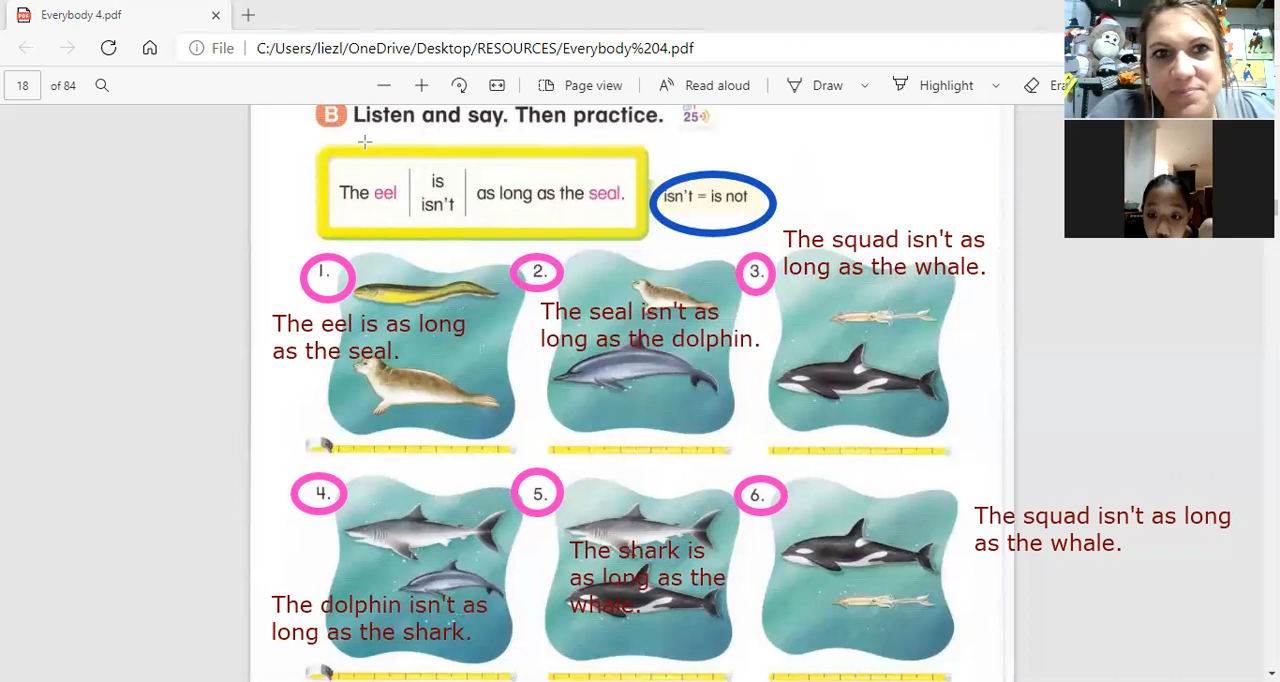 Everybody 4.pdf
File
C:/Users/liezl/OneDrive/Desktop/RESOURCES/Everybody%204.pdf
18 of 84
Page view
Read aloud
Draw
Highlight
B Listen and say. Then practice.
25
The eel
is
isn't
as long as the seal.
isn't = is not
1.
The eel is as long
as the seal.
2.
The seal isn't as
long as the dolphin.
3.
The squad isn't as
long as the whale.
4.
The dolphin isn't as
long as the shark.
5.
The shark is
as long as the
whale.
6.
The squad isn't as long
as the whale.